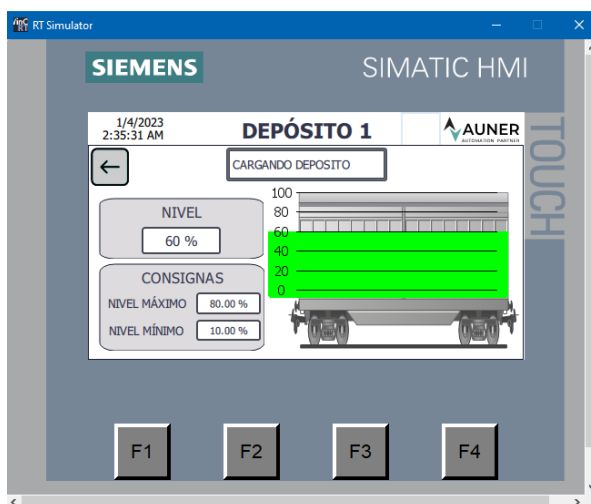 RT Simulator
SIEMENS
SIMATIC HMI
TOUCH
1/4/2023
2:35:31 AM
DEPÓSITO 1
AUNER
AUTOMATION PARTNER
CARGANDO DEPOSITO
NIVEL
60 %
CONSIGNAS
NIVEL MÁXIMO 80.00 %
NIVEL MÍNIMO 10.00 %
100
80
60
40
20
0
F1 F2 F3 F4